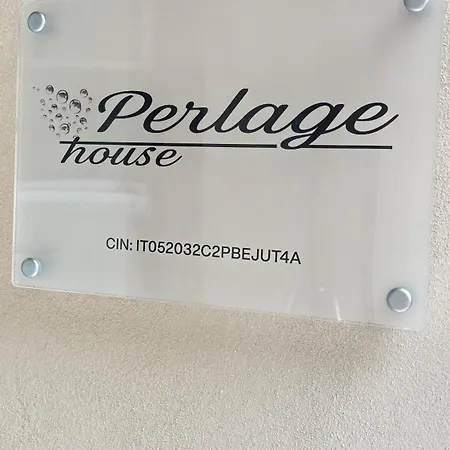 Perlage
house
CIN: IT052032C2PBEJUT4A